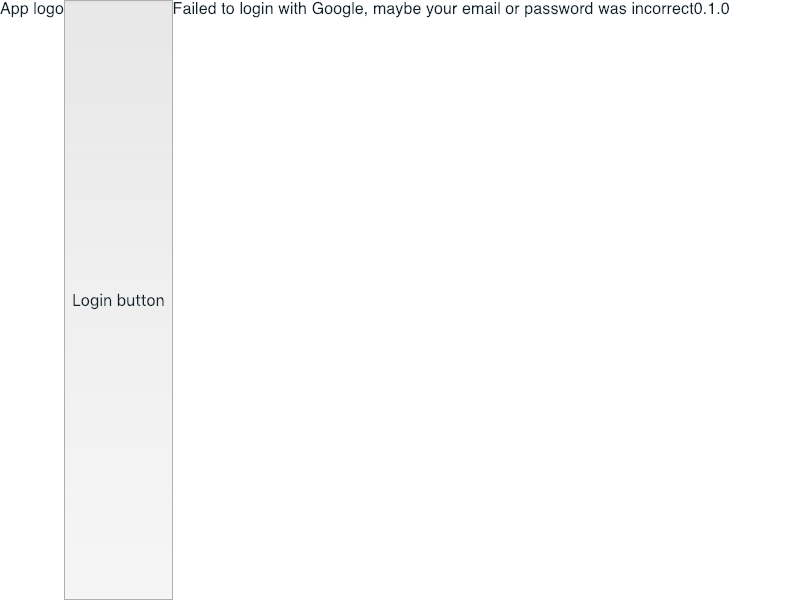 App logo
Login button
Failed to login with Google, maybe your email or password was incorrect0.1.0